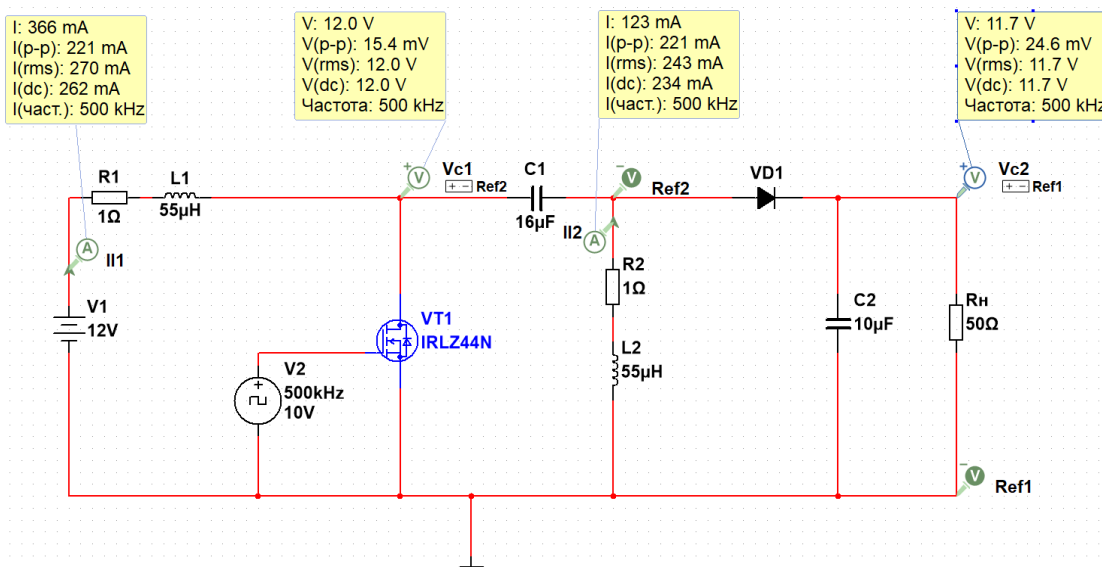 I: 366 mA
I(p-p): 221 mA
I(rms): 270 mA
I(dc): 262 mA
I(част.): 500 kHz
V: 12.0 V
V(p-p): 15.4 mV
V(rms): 12.0 V
V(dc): 12.0 V
Частота: 500 kHz
I: 123 mA
I(p-p): 221 mA
I(rms): 243 mA
I(dc): 234 mA
I(част.): 500 kHz
V: 11.7 V
V(p-p): 24.6 mV
V(rms): 11.7 V
V(dc): 11.7 V
Частота: 500 kHz
R1
1Ω
L1
55µH
+
V
Vc1
+ − Ref2
C1
16µF
−
V
Ref2
VD1
+
V
Vc2
+ − Ref1
A
Il1
A
Il2
R2
1Ω
V1
12V
VT1
IRLZ44N
C2
10µF
Rн
50Ω
L2
55µH
V2
+
500kHz
10V
−
V
Ref1